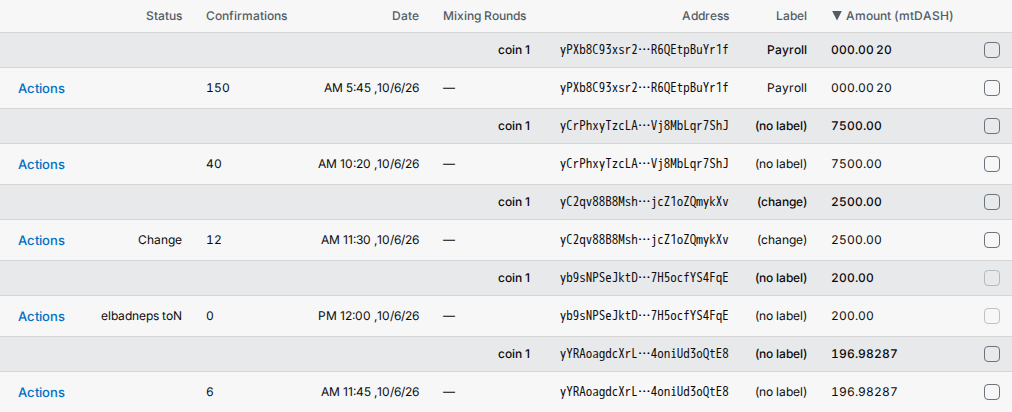 Status Confirmations Date Mixing Rounds Address Label ▼ Amount (mtDASH)
coin 1 yPXb8C93xsr2···R6QEtpBuYr1f Payroll 000.00 20
Actions 150 AM 5:45 ,10/6/26 — yPXb8C93xsr2···R6QEtpBuYr1f Payroll 000.00 20
coin 1 yCrPhxyTzcLA···Vj8MbLqr7ShJ (no label) 7500.00
Actions 40 AM 10:20 ,10/6/26 — yCrPhxyTzcLA···Vj8MbLqr7ShJ (no label) 7500.00
coin 1 yC2qv88B8Msh···jcZ1oZQmykXv (change) 2500.00
Actions Change 12 AM 11:30 ,10/6/26 — yC2qv88B8Msh···jcZ1oZQmykXv (change) 2500.00
coin 1 yb9sNPSeJktD···7H5ocfYS4FqE (no label) 200.00
Actions elbadneps toN 0 PM 12:00 ,10/6/26 — yb9sNPSeJktD···7H5ocfYS4FqE (no label) 200.00
coin 1 yYRAoagdcXrL···4oniUd3oQtE8 (no label) 196.98287
Actions 6 AM 11:45 ,10/6/26 — yYRAoagdcXrL···4oniUd3oQtE8 (no label) 196.98287